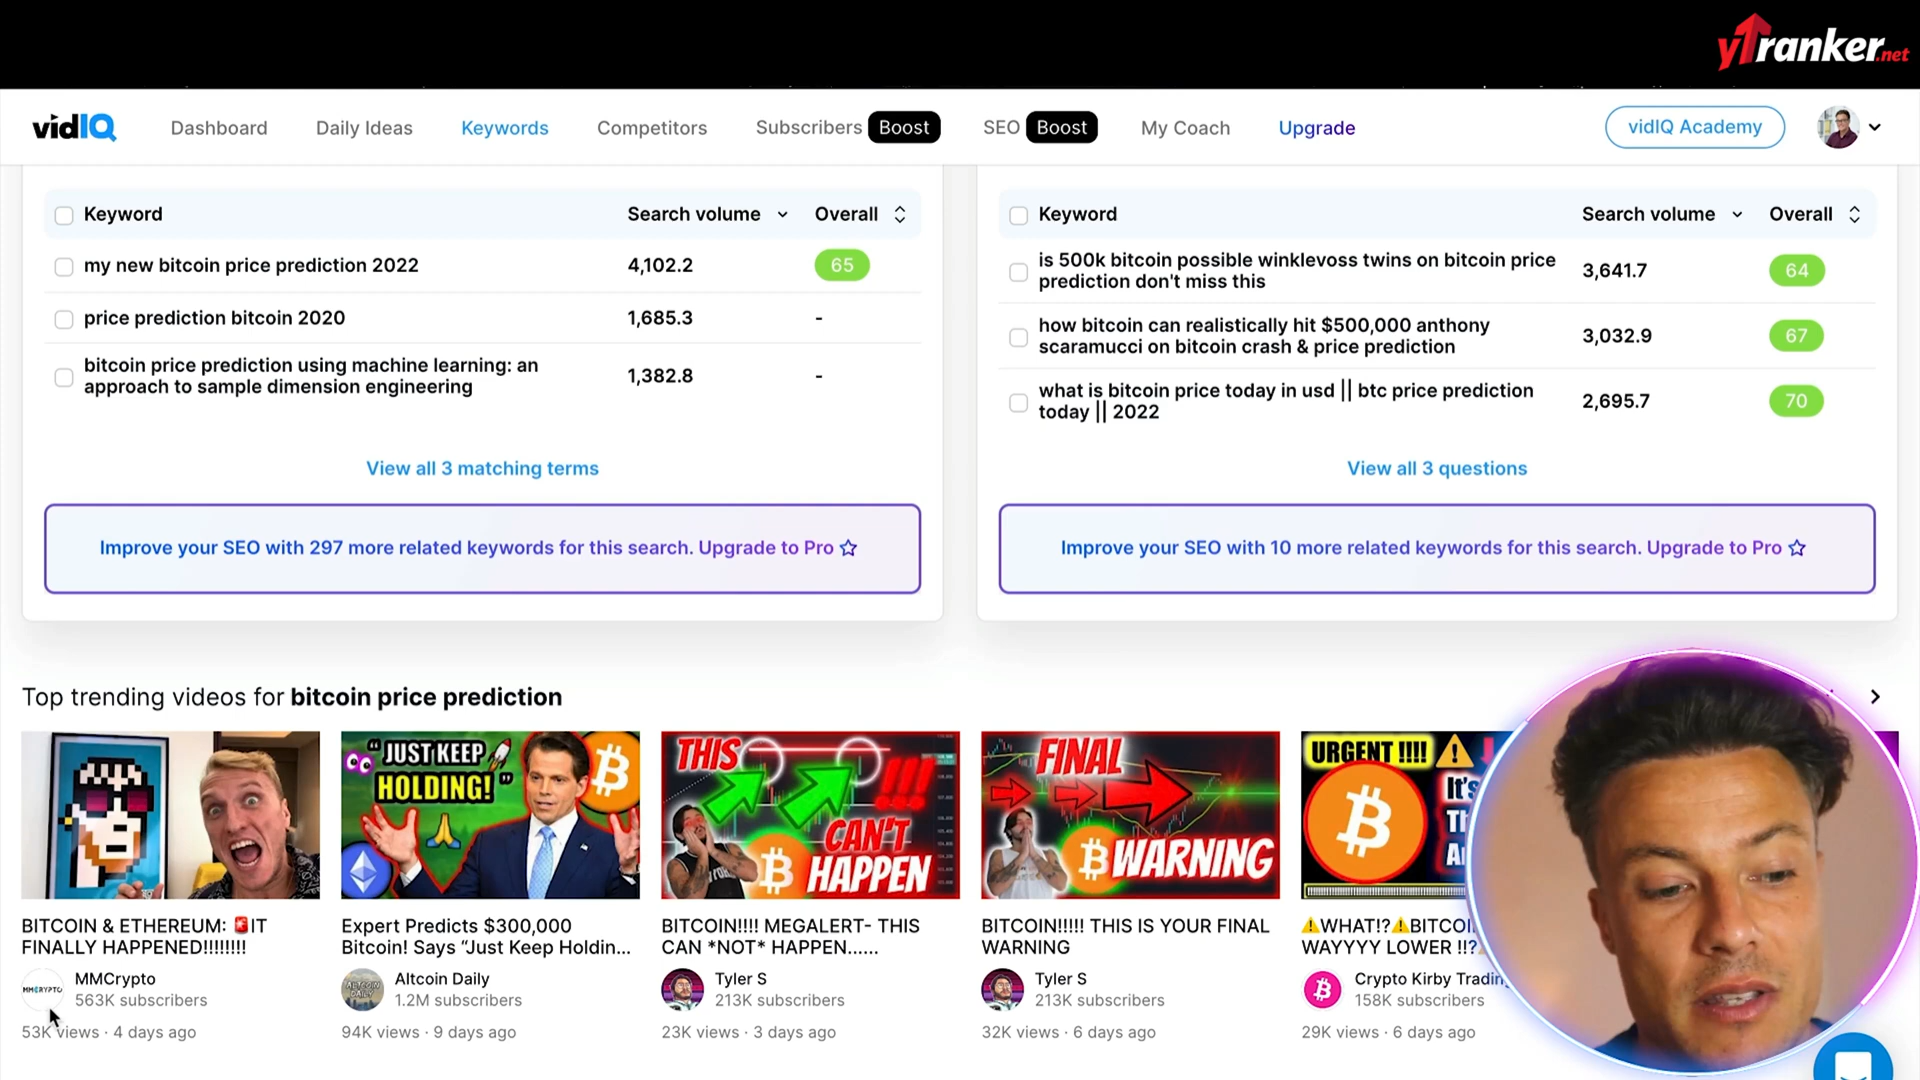 yTranker.net
vidIQ
Dashboard
Daily Ideas
Keywords
Competitors
Subscribers Boost
SEO Boost
My Coach
Upgrade
vidIQ Academy
Keyword Search volume Overall
my new bitcoin price prediction 2022 4,102.2 65
price prediction bitcoin 2020 1,685.3 -
bitcoin price prediction using machine learning: an
approach to sample dimension engineering 1,382.8 -
View all 3 matching terms
Improve your SEO with 297 more related keywords for this search. Upgrade to Pro
Keyword Search volume Overall
is 500k bitcoin possible winklevoss twins on bitcoin price
prediction don't miss this 3,641.7 64
how bitcoin can realistically hit $500,000 anthony
scaramucci on bitcoin crash & price prediction 3,032.9 67
what is bitcoin price today in usd || btc price prediction
today || 2022 2,695.7 70
View all 3 questions
Improve your SEO with 10 more related keywords for this search. Upgrade to Pro
Top trending videos for bitcoin price prediction
BITCOIN & ETHEREUM: 🚨IT
FINALLY HAPPENED!!!!!!!!
MMCRYPTO
MMCrypto
563K subscribers
53K views · 4 days ago
"JUST KEEP
HOLDING!"
Expert Predicts $300,000
Bitcoin! Says “Just Keep Holdin...
ALTCOIN
DAILY
Altcoin Daily
1.2M subscribers
94K views · 9 days ago
THIS
!!!
CAN'T
HAPPEN
BITCOIN!!!! MEGALERT- THIS
CAN *NOT* HAPPEN......
Tyler S
213K subscribers
23K views · 3 days ago
FINAL
WARNING
BITCOIN!!!!! THIS IS YOUR FINAL
WARNING
Tyler S
213K subscribers
32K views · 6 days ago
URGENT !!!!
It's
⚠️WHAT!?⚠️BITCOI
WAYYYY LOWER !!?
Crypto Kirby Trading
158K subscribers
29K views · 6 days ago